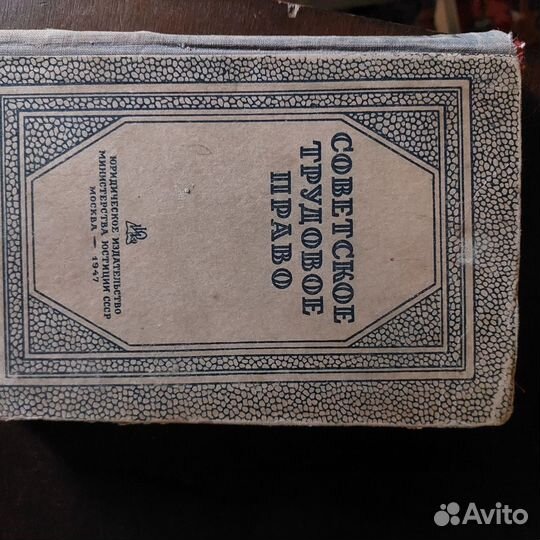 СОВЕТСКОЕ
ТРУДОВОЕ
ПРАВО
ЮРИДИЧЕСКОЕ ИЗДАТЕЛЬСТВО
МИНИСТЕРСТВА ЮСТИЦИИ СССР
МОСКВА — 1947
Avito